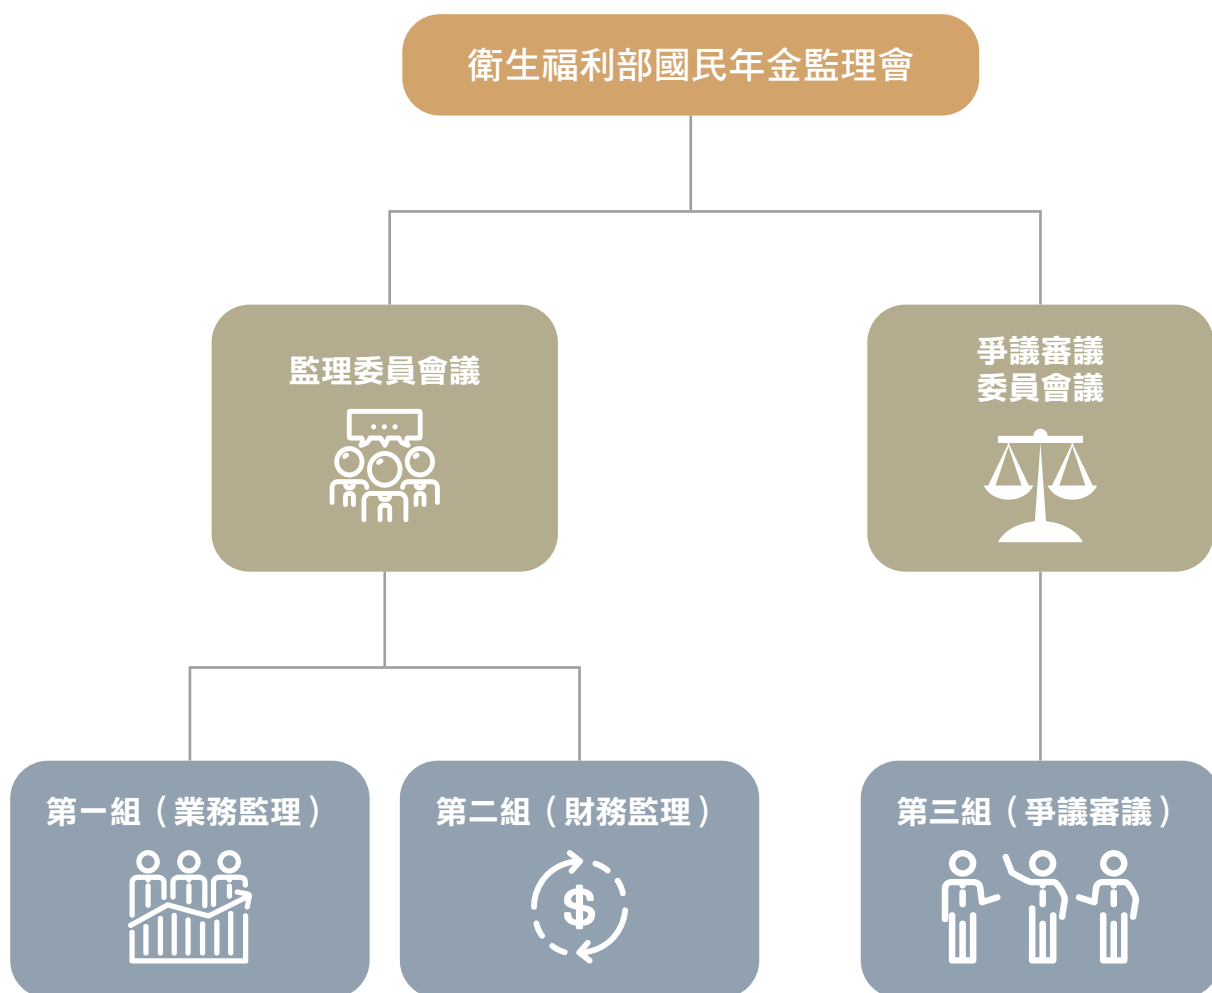 衛生福利部國民年金監理會
監理委員會議
爭議審議
委員會議
第一組（業務監理）
第二組（財務監理）
第三組（爭議審議）